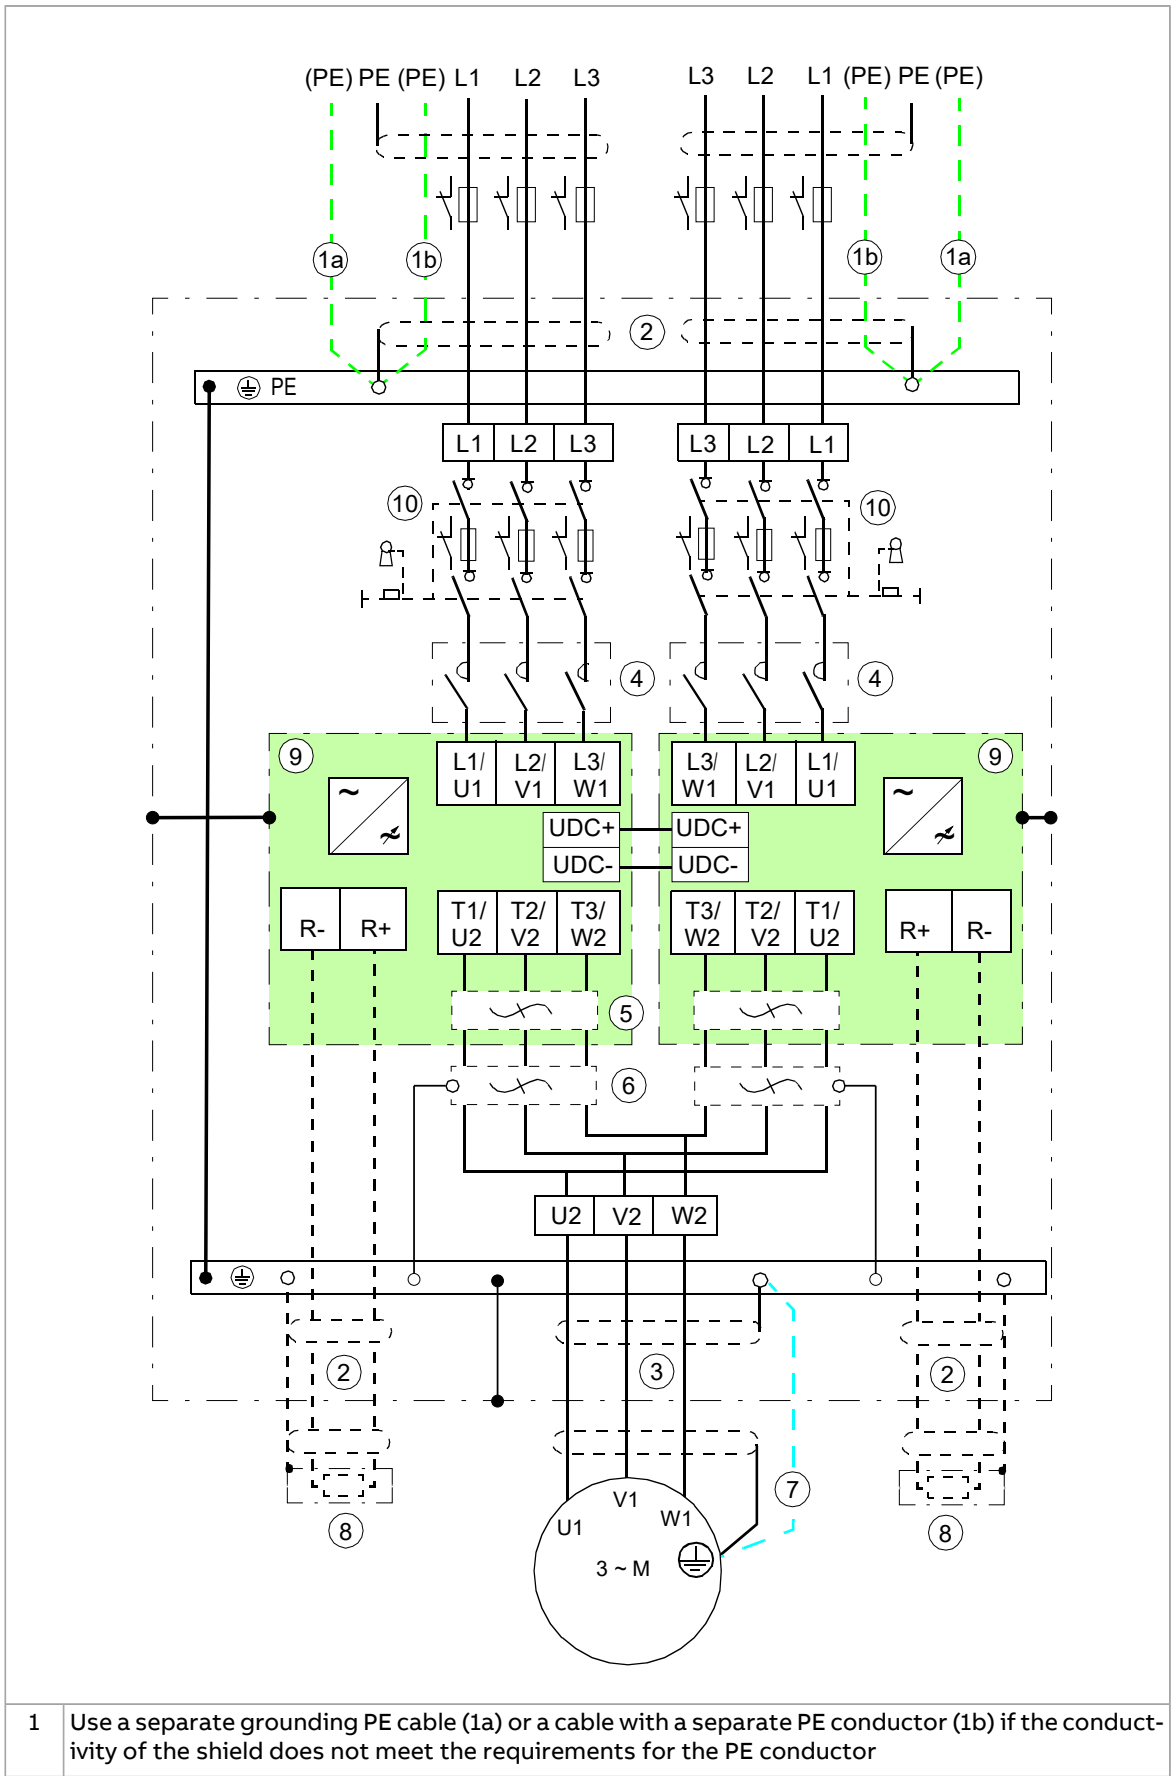 (PE) PE (PE) L1 L2 L3 L3 L2 L1 (PE) PE (PE)
1a 1b 1b 1a
2
PE
L1 L2 L3 L3 L2 L1
10 10
4 4
9 L1/ L2/ L3/ L3/ L2/ L1/ 9
U1 V1 W1 W1 V1 U1
~ ~
UDC+ UDC+
UDC- UDC-
R- R+ T1/ T2/ T3/ T3/ T2/ T1/ R+ R-
U2 V2 W2 W2 V2 U2
5
6
U2 V2 W2
2 3 2
7
V1
U1 W1
8 3 ~ M 8
1 Use a separate grounding PE cable (1a) or a cable with a separate PE conductor (1b) if the conduct-
ivity of the shield does not meet the requirements for the PE conductor